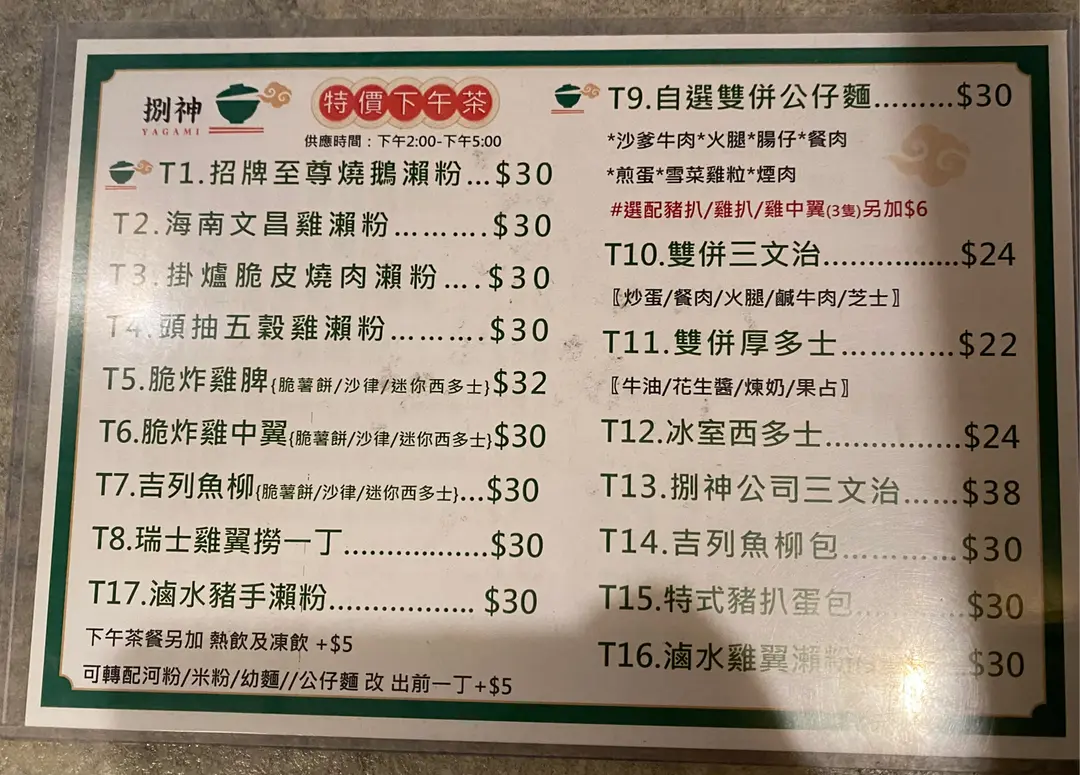 捌神
YAGAMI
特價下午茶
供應時間：下午2:00-下午5:00
T1.招牌至尊燒鵝瀨粉...$30
T2.海南文昌雞瀨粉..........$30
T3.掛爐脆皮燒肉瀨粉....$30
T4.頭抽五穀雞瀨粉..........$30
T5.脆炸雞脾{脆薯餅/沙律/迷你西多士}$32
T6.脆炸雞中翼{脆薯餅/沙律/迷你西多士}$30
T7.吉列魚柳{脆薯餅/沙律/迷你西多士}...$30
T8.瑞士雞翼撈一丁..................$30
T17.滷水豬手瀨粉.................. $30
下午茶餐另加 熱飲及凍飲 +$5
可轉配河粉/米粉/幼麵//公仔麵 改 出前一丁+$5
T9.自選雙併公仔麵.........$30
*沙爹牛肉*火腿*腸仔*餐肉
*煎蛋*雪菜雞粒*煙肉
#選配豬扒/雞扒/雞中翼(3隻)另加$6
T10.雙併三文治.................$24
〖炒蛋/餐肉/火腿/鹹牛肉/芝士〗
T11.雙併厚多士............$22
〖牛油/花生醬/煉奶/果占〗
T12.冰室西多士.................$24
T13.捌神公司三文治......$38
T14.吉列魚柳包...............$30
T15.特式豬扒蛋包............$30
T16.滷水雞翼瀨粉 $30